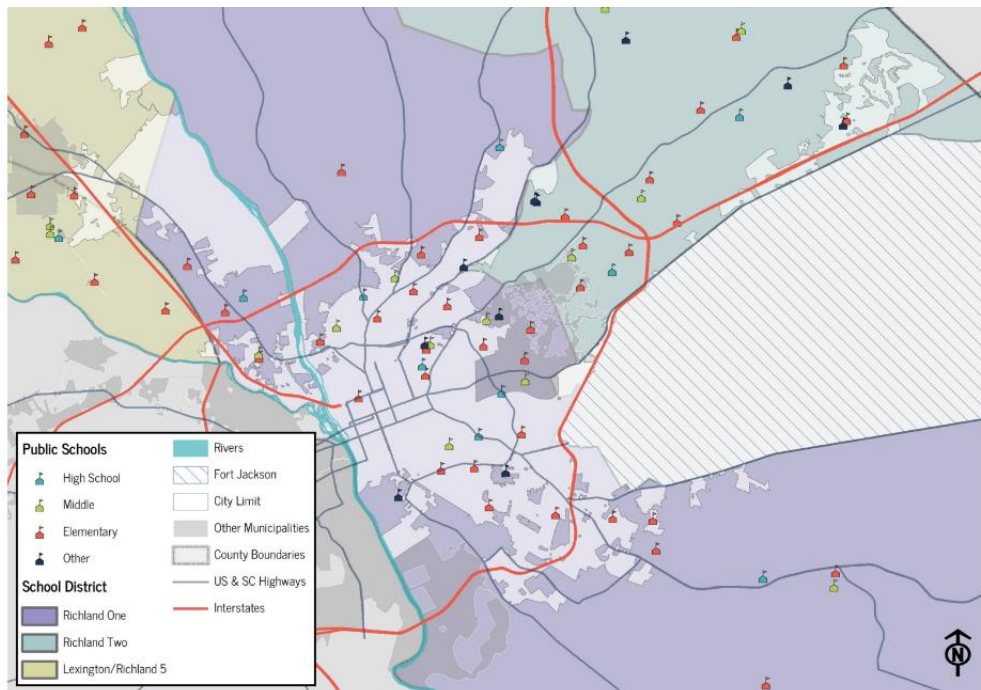 Public Schools
High School
Middle
Elementary
Other
School District
Richland One
Richland Two
Lexington/Richland 5
Rivers
Fort Jackson
City Limit
Other Municipalities
County Boundaries
US & SC Highways
Interstates
N